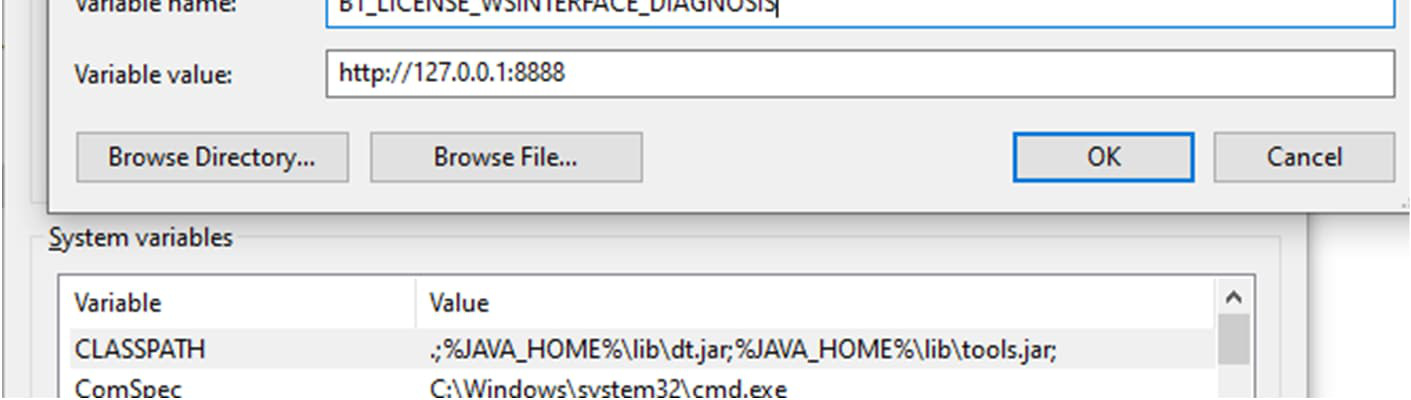 Variable name: BT_LICENSE_WSINTERFACE_DIAGNOSIS
Variable value: http://127.0.0.1:8888
Browse Directory... Browse File... OK Cancel
System variables
Variable Value
CLASSPATH .;%JAVA_HOME%\lib\dt.jar;%JAVA_HOME%\lib\tools.jar;
ComSpec C:\Windows\system32\cmd.exe